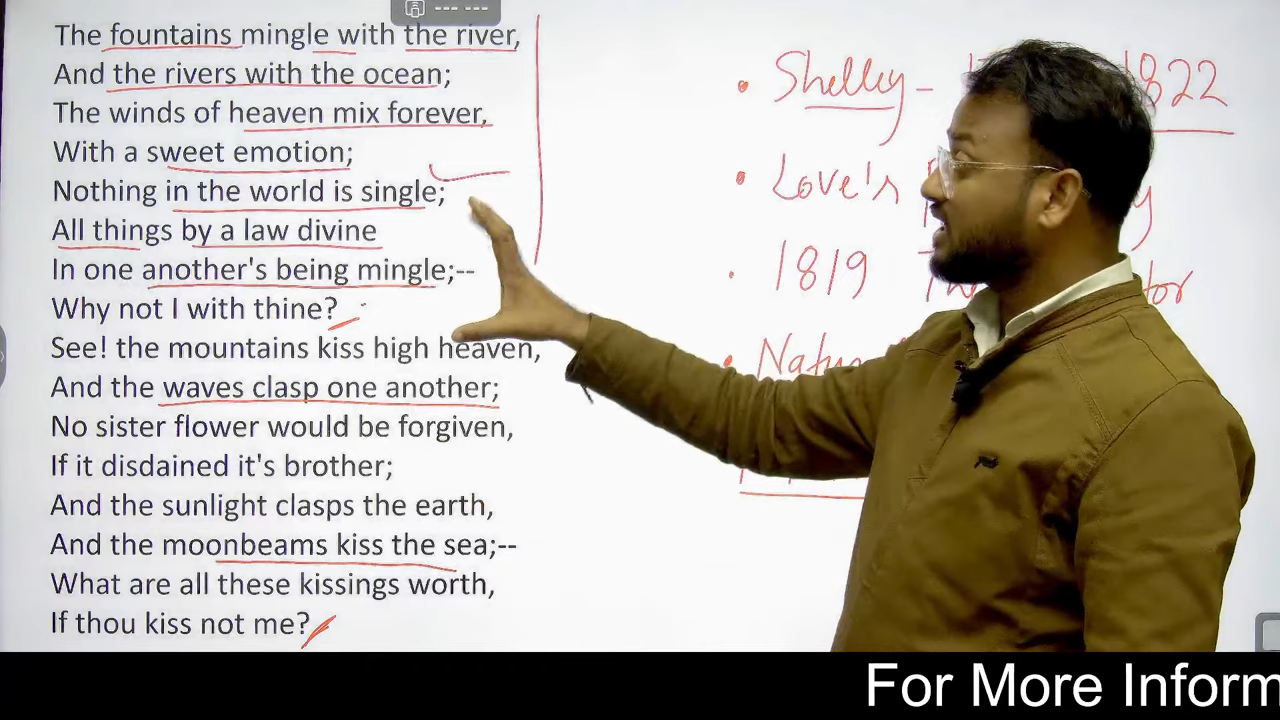 The fountains mingle with the river,
And the rivers with the ocean;
The winds of heaven mix forever,
With a sweet emotion;
Nothing in the world is single;
All things by a law divine
In one another's being mingle;--
Why not I with thine?
See! the mountains kiss high heaven,
And the waves clasp one another;
No sister flower would be forgiven,
If it disdained it's brother;
And the sunlight clasps the earth,
And the moonbeams kiss the sea;--
What are all these kissings worth,
If thou kiss not me?
• Shelley - 1822
• Love's
• 1819
•
For More Inform